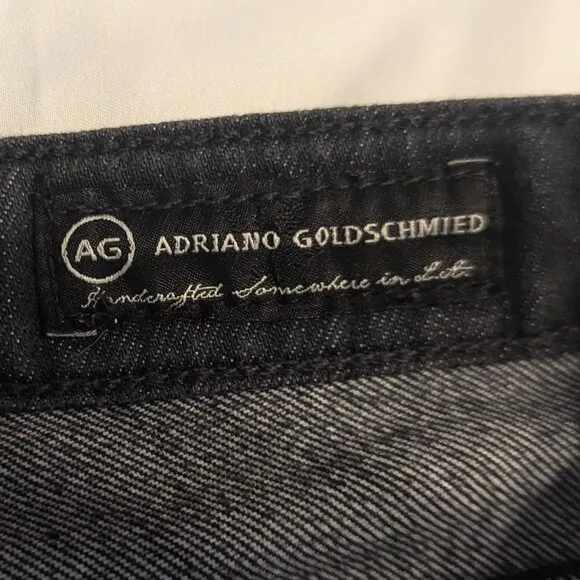 AG ADRIANO GOLDSCHMIED
Handcrafted Somewhere in L.A.